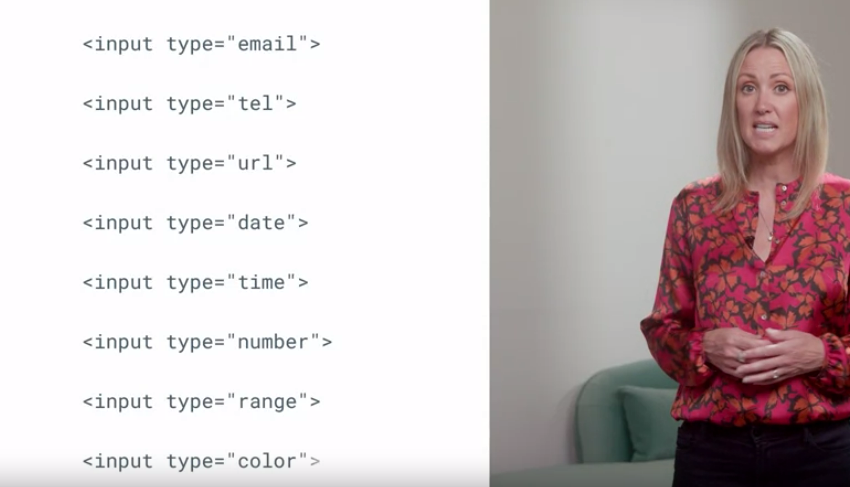 <input type="email">
<input type="tel">
<input type="url">
<input type="date">
<input type="time">
<input type="number">
<input type="range">
<input type="color">